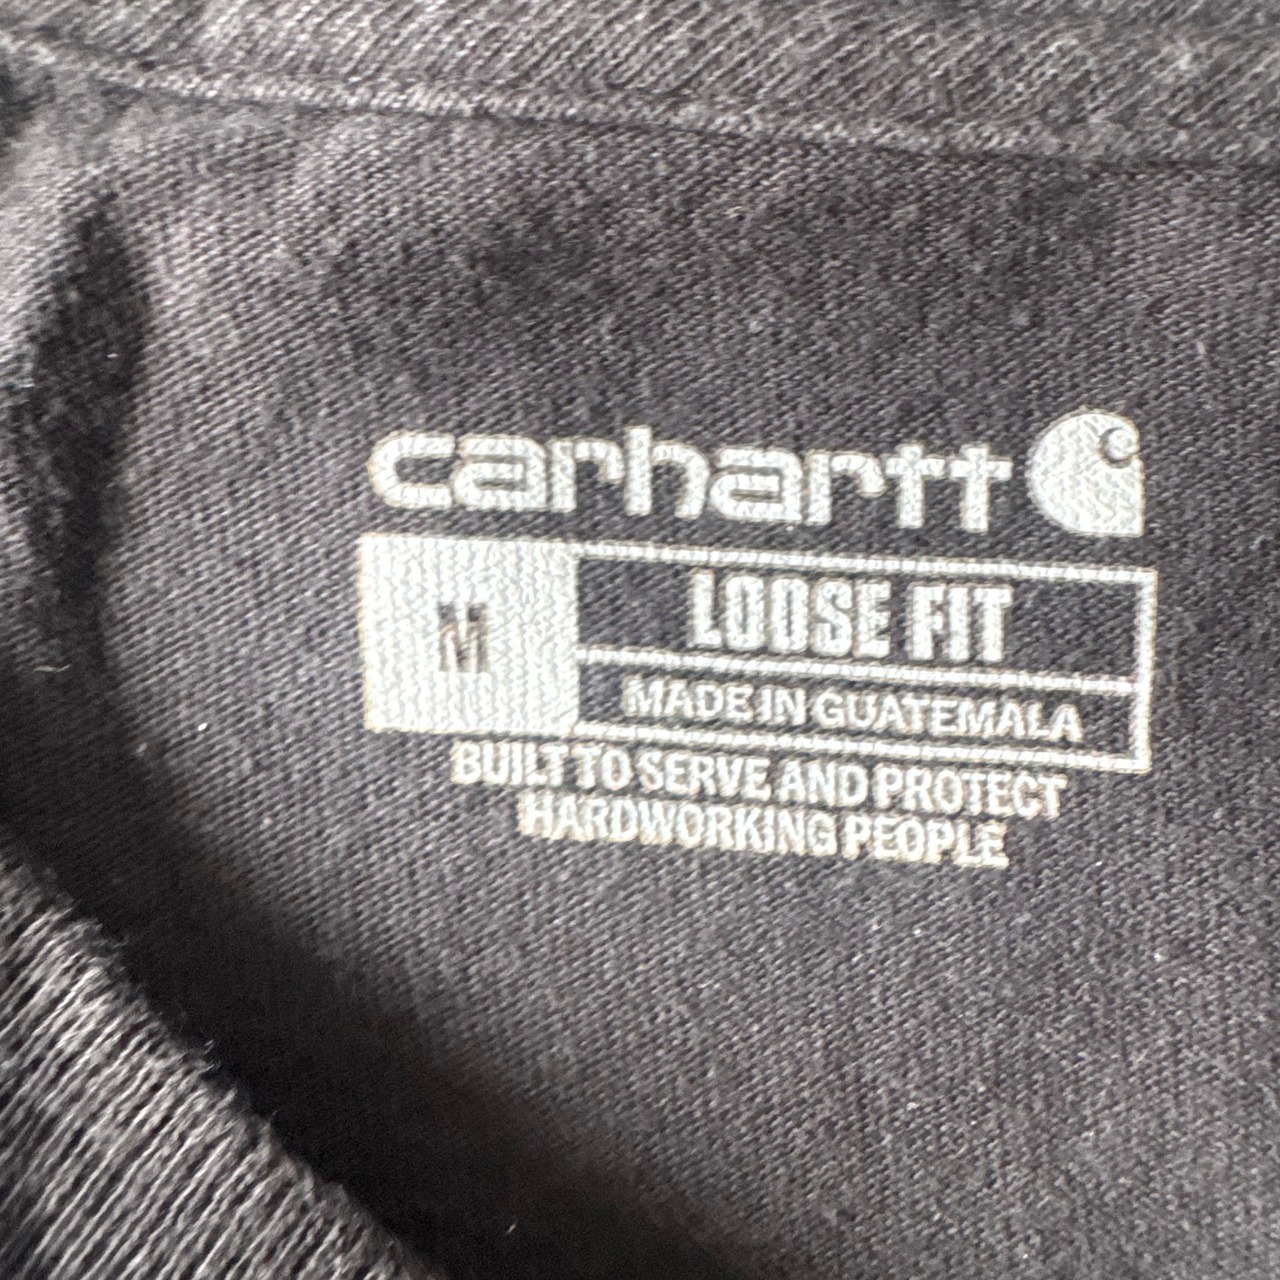 carhartt
M
LOOSE FIT
MADE IN GUATEMALA
BUILT TO SERVE AND PROTECT
HARDWORKING PEOPLE